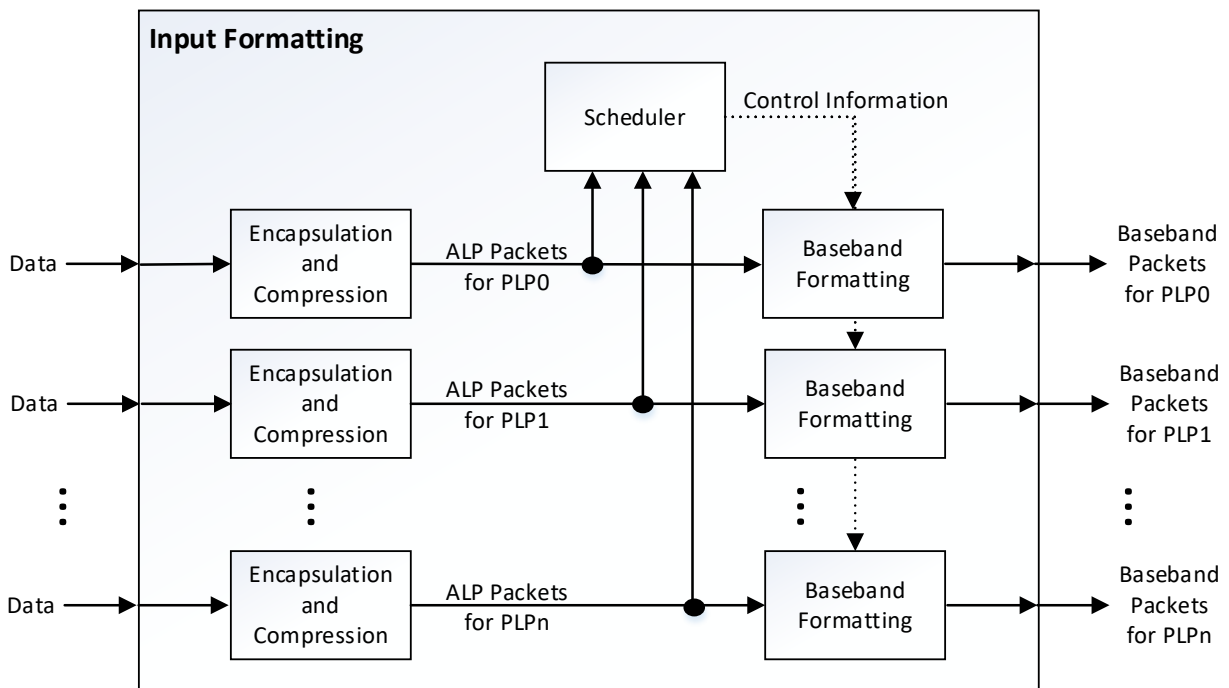 Input Formatting
Scheduler
Control Information
Data
Encapsulation
and
Compression
ALP Packets
for PLP0
Baseband
Formatting
Baseband
Packets
for PLP0
Data
Encapsulation
and
Compression
ALP Packets
for PLP1
Baseband
Formatting
Baseband
Packets
for PLP1
Data
Encapsulation
and
Compression
ALP Packets
for PLPn
Baseband
Formatting
Baseband
Packets
for PLPn